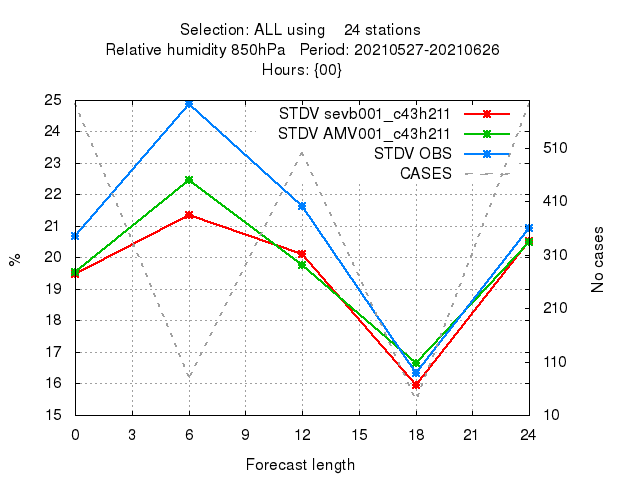 Selection: ALL using    24 stations
Relative humidity 850hPa   Period: 20210527-20210626
Hours: {00}
STDV sevb001_c43h211
STDV AMV001_c43h211
STDV OBS
CASES
25
24
23
22
21
20
19
18
17
16
15
%
510
410
310
210
110
10
No cases
0 3 6 9 12 15 18 21 24
Forecast length